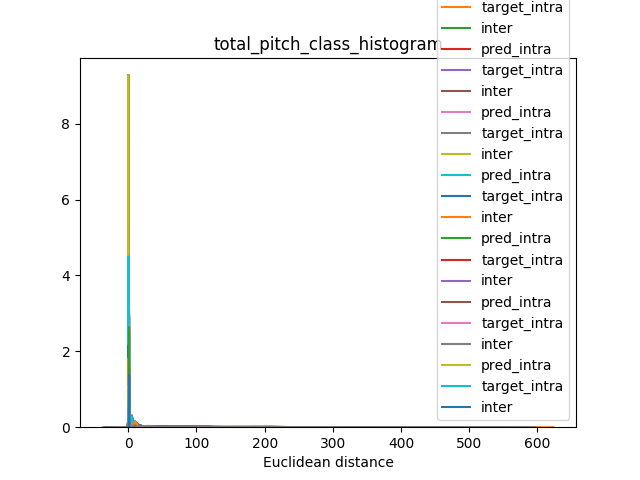 target_intra
inter
total_pitch_class_histogram
pred_intra
target_intra
inter
pred_intra
target_intra
inter
pred_intra
target_intra
inter
pred_intra
target_intra
inter
pred_intra
target_intra
inter
pred_intra
target_intra
inter
8
6
4
2
0
0 100 200 300 400 500 600
Euclidean distance